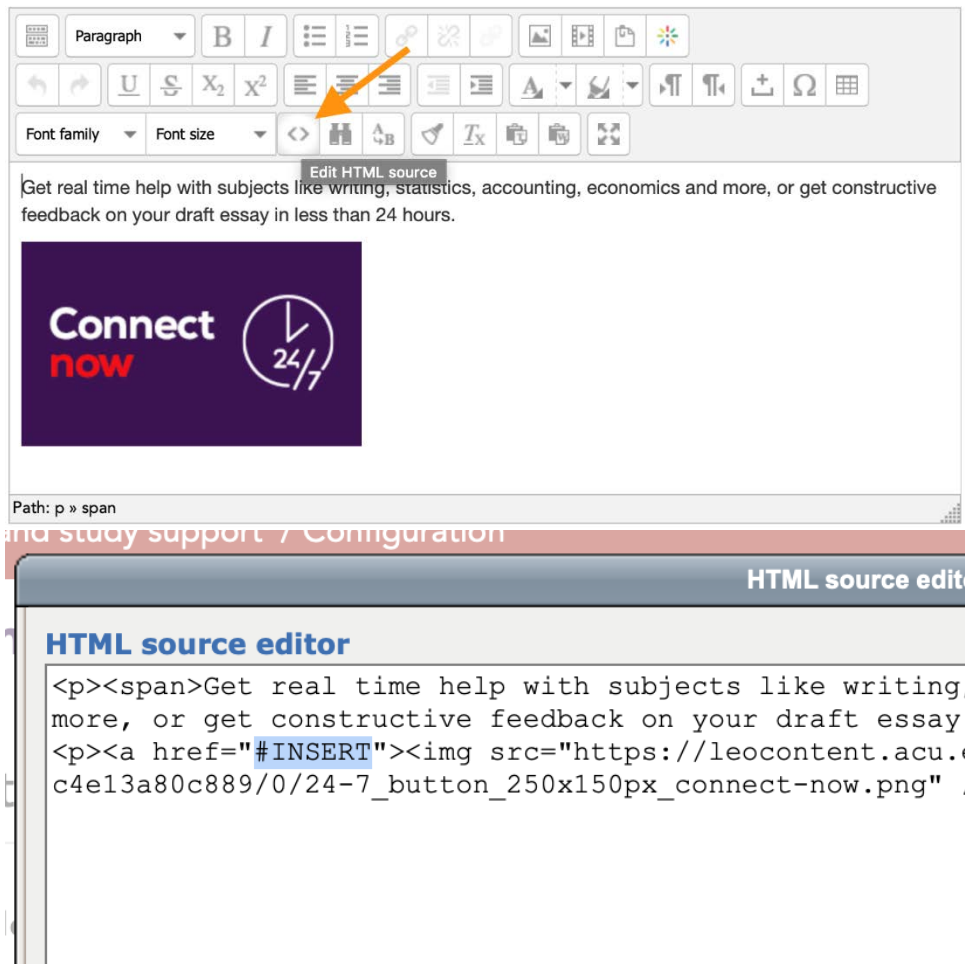 Paragraph B I
U S X2 X2 A ¶ ¶ Ω
Font family Font size <> A B Tx T W
Edit HTML source
Get real time help with subjects like writing, statistics, accounting, economics and more, or get constructive
feedback on your draft essay in less than 24 hours.
Connect
now
24/7
Path: p » span
and study support / Configuration
HTML source edit
HTML source editor
<p><span>Get real time help with subjects like writing,
more, or get constructive feedback on your draft essay
<p><a href="#INSERT"><img src="https://leocontent.acu.e
c4e13a80c889/0/24-7_button_250x150px_connect-now.png" /